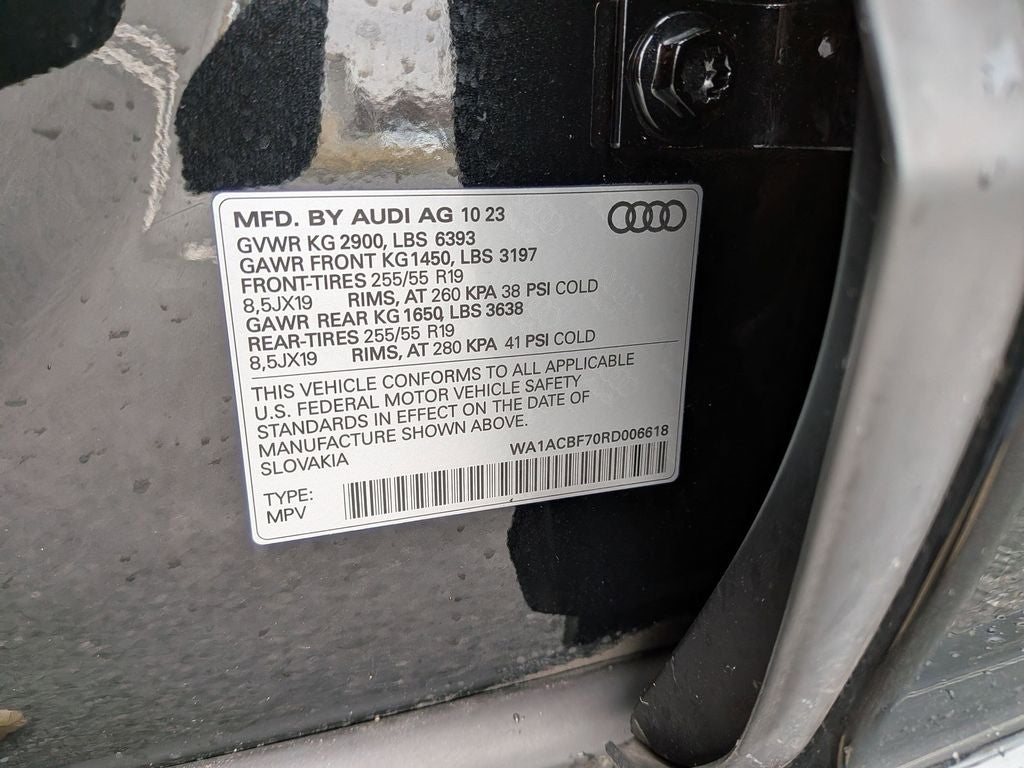 MFD. BY AUDI AG 10 23
GVWR KG 2900, LBS 6393
GAWR FRONT KG1450, LBS 3197
FRONT-TIRES 255/55 R19
8,5JX19 RIMS, AT 260 KPA 38 PSI COLD
GAWR REAR KG 1650, LBS 3638
REAR-TIRES 255/55 R19
8,5JX19 RIMS, AT 280 KPA 41 PSI COLD
THIS VEHICLE CONFORMS TO ALL APPLICABLE
U.S. FEDERAL MOTOR VEHICLE SAFETY
STANDARDS IN EFFECT ON THE DATE OF
MANUFACTURE SHOWN ABOVE.
SLOVAKIA WA1ACBF70RD006618
TYPE:
MPV